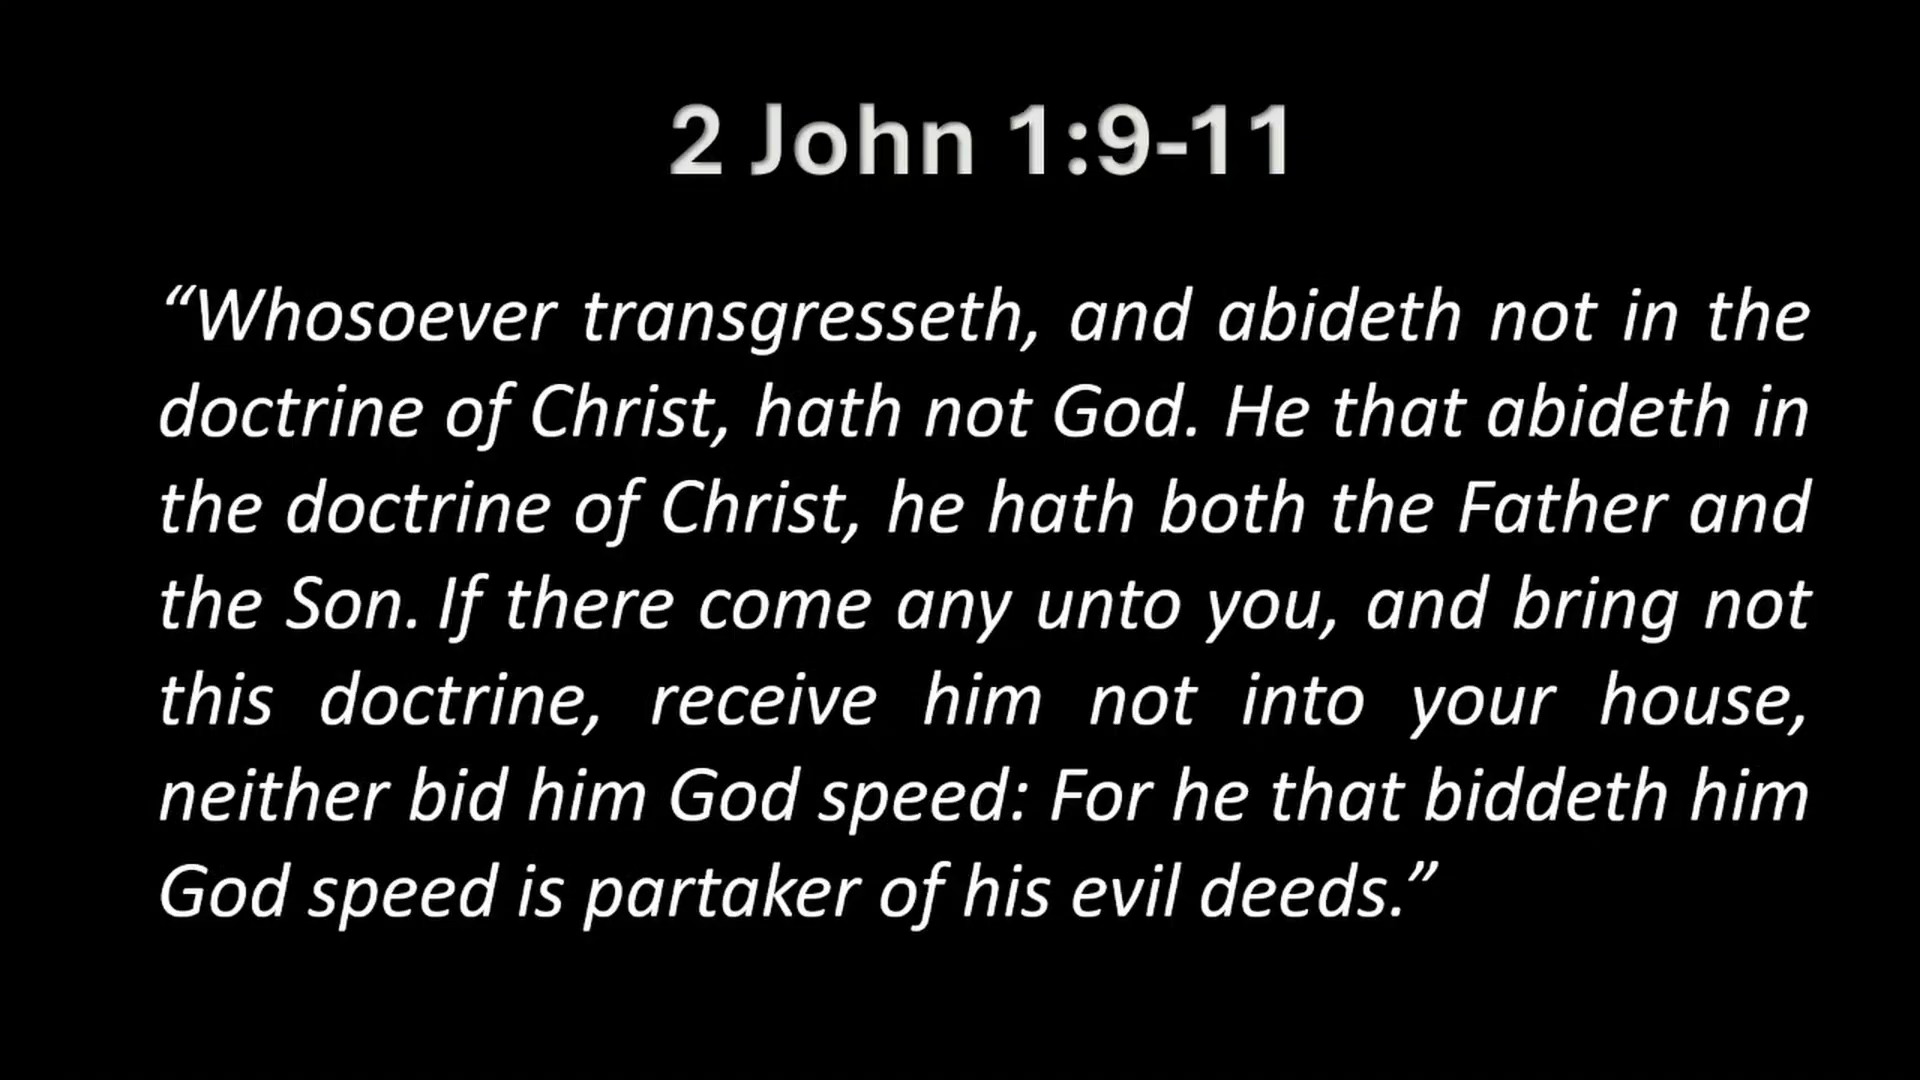 2 John 1:9-11
“Whosoever transgresseth, and abideth not in the
doctrine of Christ, hath not God. He that abideth in
the doctrine of Christ, he hath both the Father and
the Son. If there come any unto you, and bring not
this doctrine, receive him not into your house,
neither bid him God speed: For he that biddeth him
God speed is partaker of his evil deeds.”